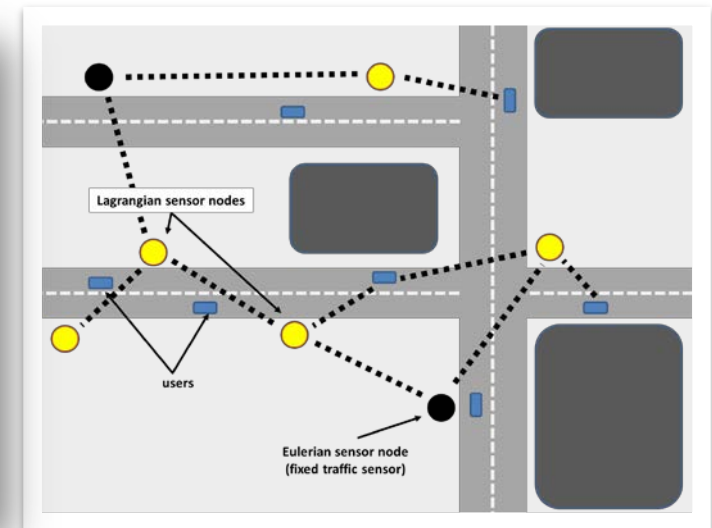 Lagrangian sensor nodes
users
Eulerian sensor node
(fixed traffic sensor)